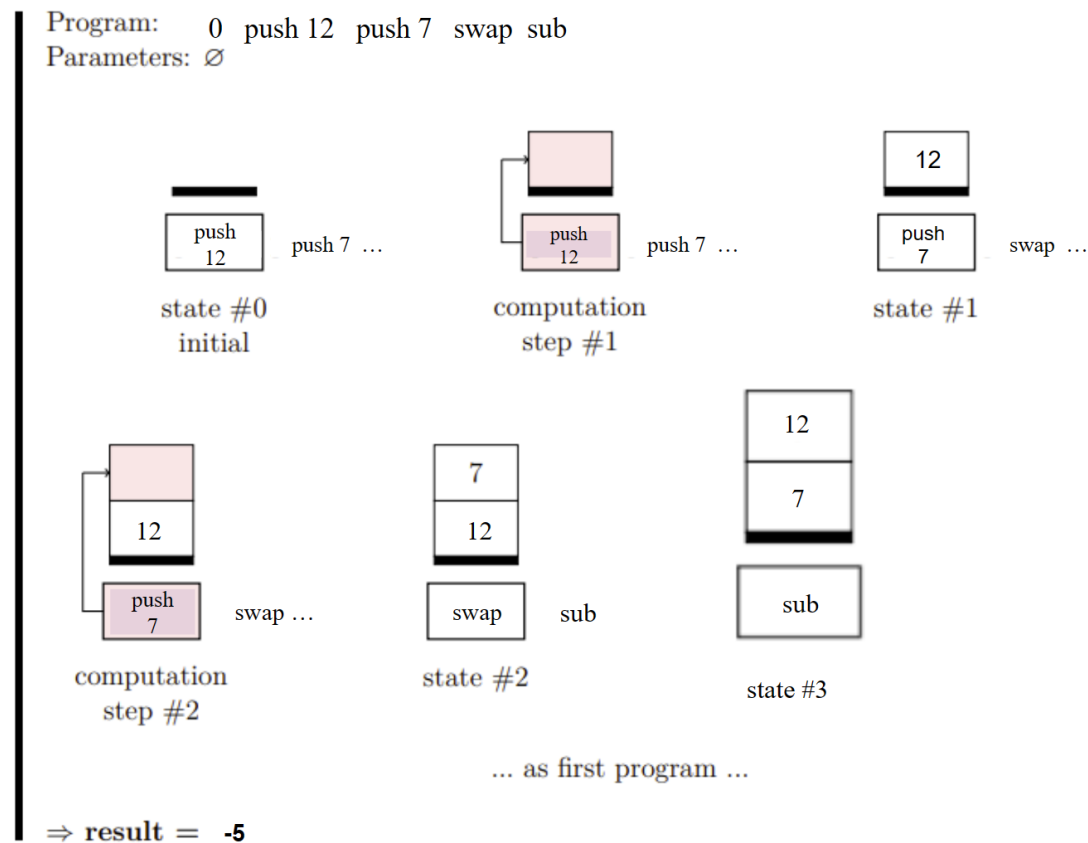 Program: 0 push 12 push 7 swap sub
Parameters: ∅
12
push
12
push 7 …
push
12
push 7 …
push
7
swap …
state #0
initial
computation
step #1
state #1
12
7
7
12
12
push
7
swap …
swap
sub
sub
computation
step #2
state #2
state #3
... as first program ...
⇒ result = -5